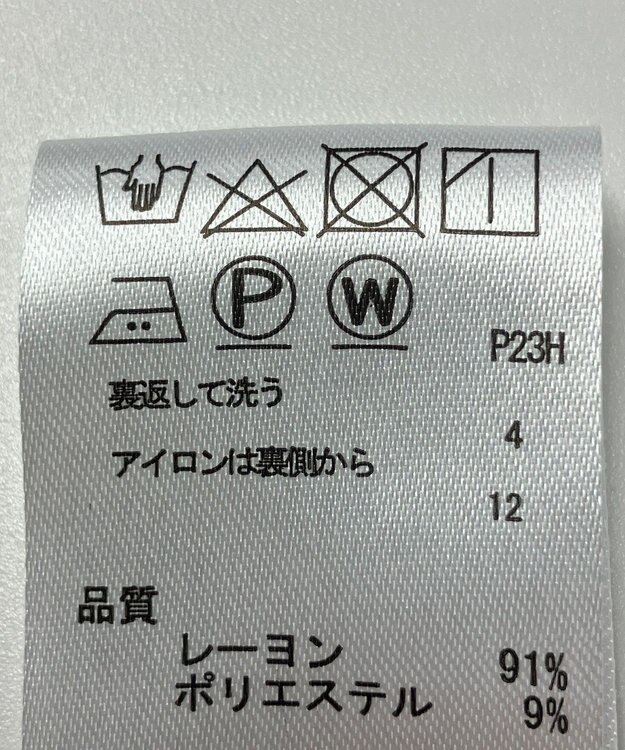 P W
P23H
裏返して洗う
4
アイロンは裏側から
12
品質
レーヨン 91%
ポリエステル 9%